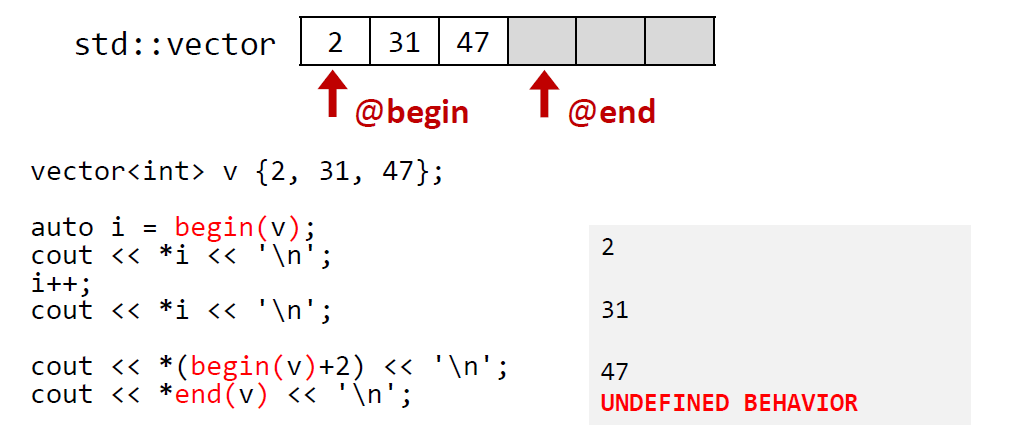 std::vector 2 31 47
@begin @end
vector<int> v {2, 31, 47};
auto i = begin(v);
cout << *i << '\n';
i++;
cout << *i << '\n';
cout << *(begin(v)+2) << '\n';
cout << *end(v) << '\n';
2
31
47
UNDEFINED BEHAVIOR